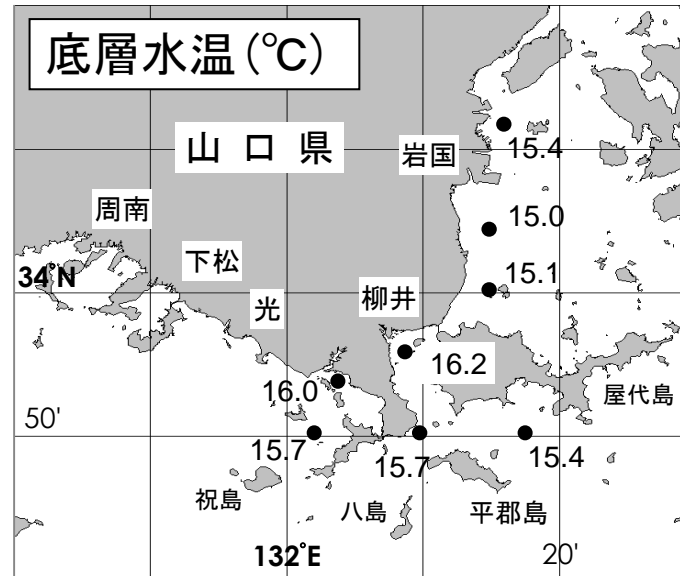 底層水温(℃)
山口県
岩国
15.4
周南
15.0
下松
34°N
15.1
光
柳井
16.2
16.0
屋代島
50'
15.7
15.7
15.4
祝島
八島
平郡島
132°E
20'